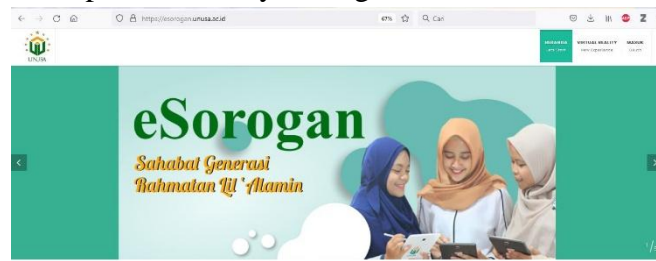 https://esorogan.unusa.ac.id
67%
Cari
UNUSA
BERANDA
VIRTUAL REALITY
MASUK
eSorogan
Sahabat Generasi
Rahmatan Lil 'Alamin